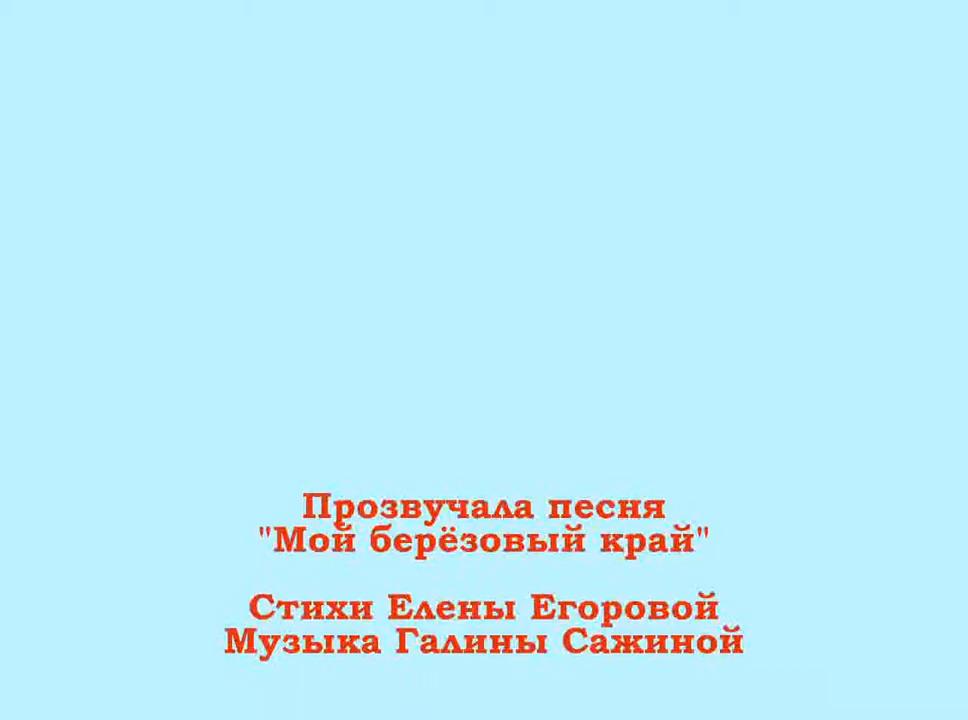 Прозвучала песня
"Мой берёзовый край"
Стихи Елены Егоровой
Музыка Галины Сажиной